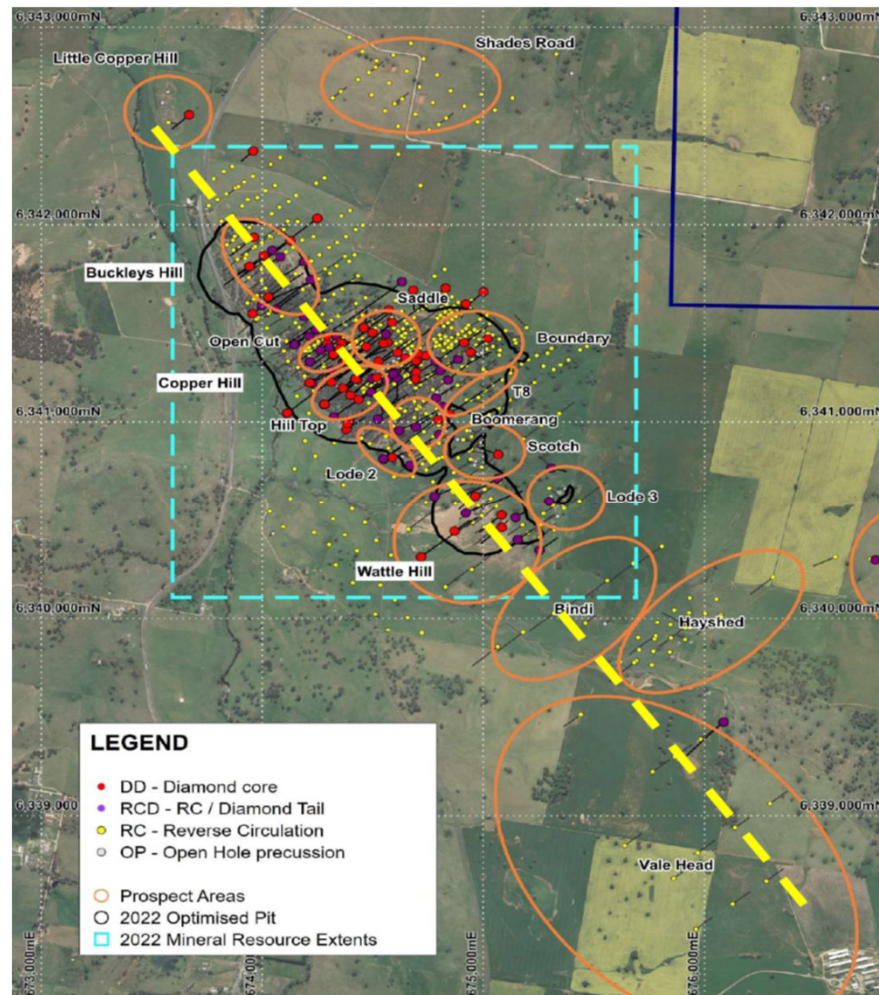 6,343,000mN
6,343,000mN
Shades Road
Little Copper Hill
6,342,000mN
6,342,000mN
Buckleys Hill
Saddle
Open Cut
Boundary
Copper Hill
T8
6,341,000mN
6,341,000mN
Hill Top
Boomerang
Scotch
Lode 2
Lode 3
Wattle Hill
6,340,000mN
6,340,000mN
Bindi
Hayshed
LEGEND
DD - Diamond core
RCD - RC / Diamond Tail
RC - Reverse Circulation
OP - Open Hole precussion
Prospect Areas
2022 Optimised Pit
2022 Mineral Resource Extents
6,339,000mN
6,339,000mN
Vale Head
673,000mE
674,0
675,000mE
676,000mE